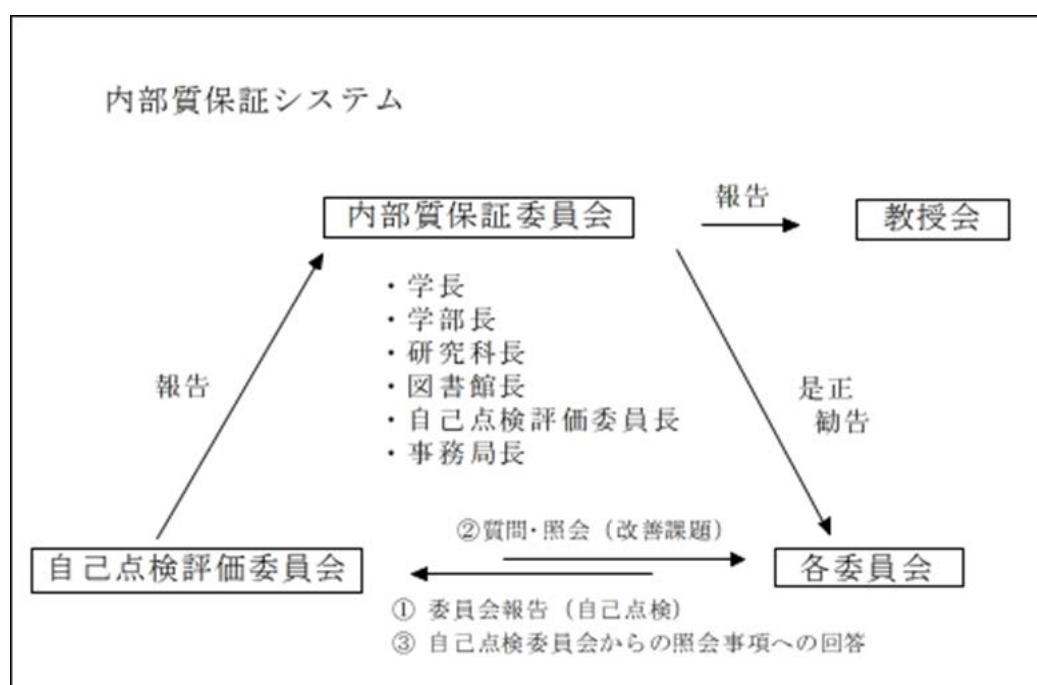 内部質保証システム
報告
内部質保証委員会
教授会
・学長
・学部長
・研究科長
・図書館長
・自己点検評価委員長
・事務局長
報告
是正
勧告
②質問・照会（改善課題）
自己点検評価委員会
各委員会
① 委員会報告（自己点検）
③ 自己点検委員会からの照会事項への回答